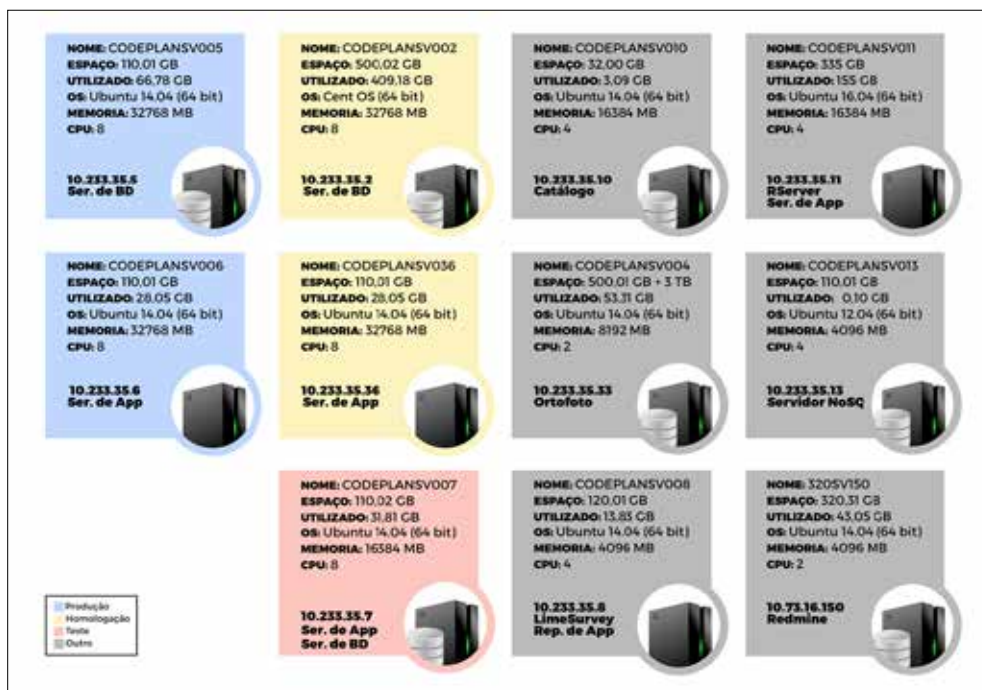 NOME: CODEPLANSV005
ESPAÇO: 110,01 GB
UTILIZADO: 66,78 GB
OS: Ubuntu 14.04 (64 bit)
MEMORIA: 32768 MB
CPU: 8
10.233.35.5
Ser. de BD
NOME: CODEPLANSV002
ESPAÇO: 500,02 GB
UTILIZADO: 409,18 GB
OS: Cent OS (64 bit)
MEMORIA: 32768 MB
CPU: 8
10.233.35.2
Ser. de BD
NOME: CODEPLANSV010
ESPAÇO: 32,00 GB
UTILIZADO: 3,09 GB
OS: Ubuntu 14.04 (64 bit)
MEMORIA: 16384 MB
CPU: 4
10.233.35.10
Catálogo
NOME: CODEPLANSV011
ESPAÇO: 335 GB
UTILIZADO: 155 GB
OS: Ubuntu 16.04 (64 bit)
MEMORIA: 16384 MB
CPU: 4
10.233.35.11
RServer
Ser. de App
NOME: CODEPLANSV006
ESPAÇO: 110,01 GB
UTILIZADO: 28,05 GB
OS: Ubuntu 14.04 (64 bit)
MEMORIA: 32768 MB
CPU: 8
10.233.35.6
Ser. de App
NOME: CODEPLANSV036
ESPAÇO: 110,01 GB
UTILIZADO: 28,05 GB
OS: Ubuntu 14.04 (64 bit)
MEMORIA: 32768 MB
CPU: 8
10.233.35.36
Ser. de App
NOME: CODEPLANSV004
ESPAÇO: 500,01 GB + 3 TB
UTILIZADO: 53,11 GB
OS: Ubuntu 14.04 (64 bit)
MEMORIA: 8192 MB
CPU: 2
10.233.35.33
Ortofoto
NOME: CODEPLANSV013
ESPAÇO: 110,01 GB
UTILIZADO: 0,10 GB
OS: Ubuntu 12.04 (64 bit)
MEMORIA: 4096 MB
CPU: 4
10.233.35.13
Servidor NoSQ
NOME: CODEPLANSV007
ESPAÇO: 110,02 GB
UTILIZADO: 31,81 GB
OS: Ubuntu 14.04 (64 bit)
MEMORIA: 16384 MB
CPU: 8
10.233.35.7
Ser. de App
Ser. de BD
NOME: CODEPLANSV008
ESPAÇO: 120,01 GB
UTILIZADO: 13,83 GB
OS: Ubuntu 14.04 (64 bit)
MEMORIA: 4096 MB
CPU: 4
10.233.35.8
LimeSurvey
Rep. de App
NOME: 320SV150
ESPAÇO: 320,31 GB
UTILIZADO: 43,05 GB
OS: Ubuntu 14.04 (64 bit)
MEMORIA: 4096 MB
CPU: 2
10.73.16.150
Redmine
Produção
Homologação
Teste
Outro